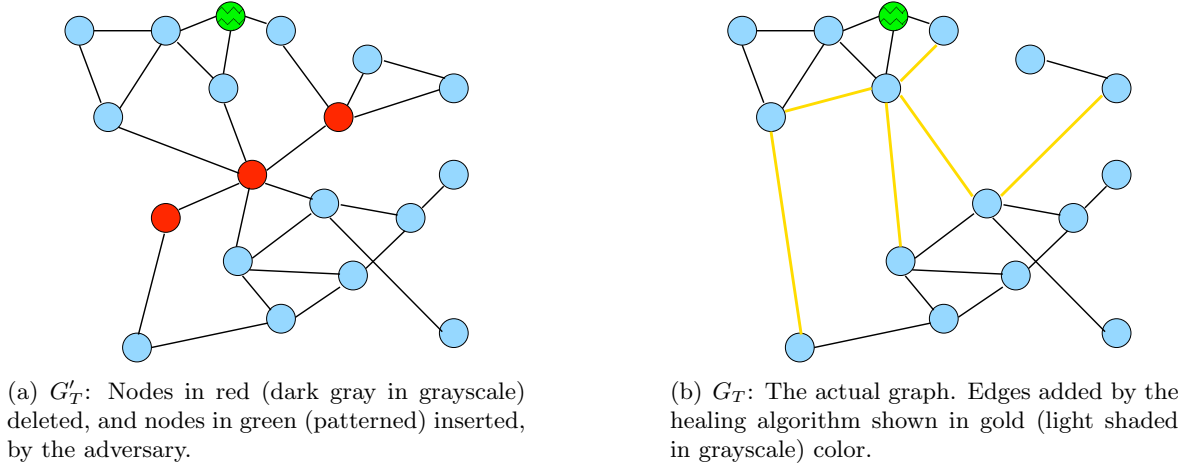 (a) G′_T: Nodes in red (dark gray in grayscale)
deleted, and nodes in green (patterned) inserted,
by the adversary.
(b) G_T: The actual graph. Edges added by the
healing algorithm shown in gold (light shaded
in grayscale) color.